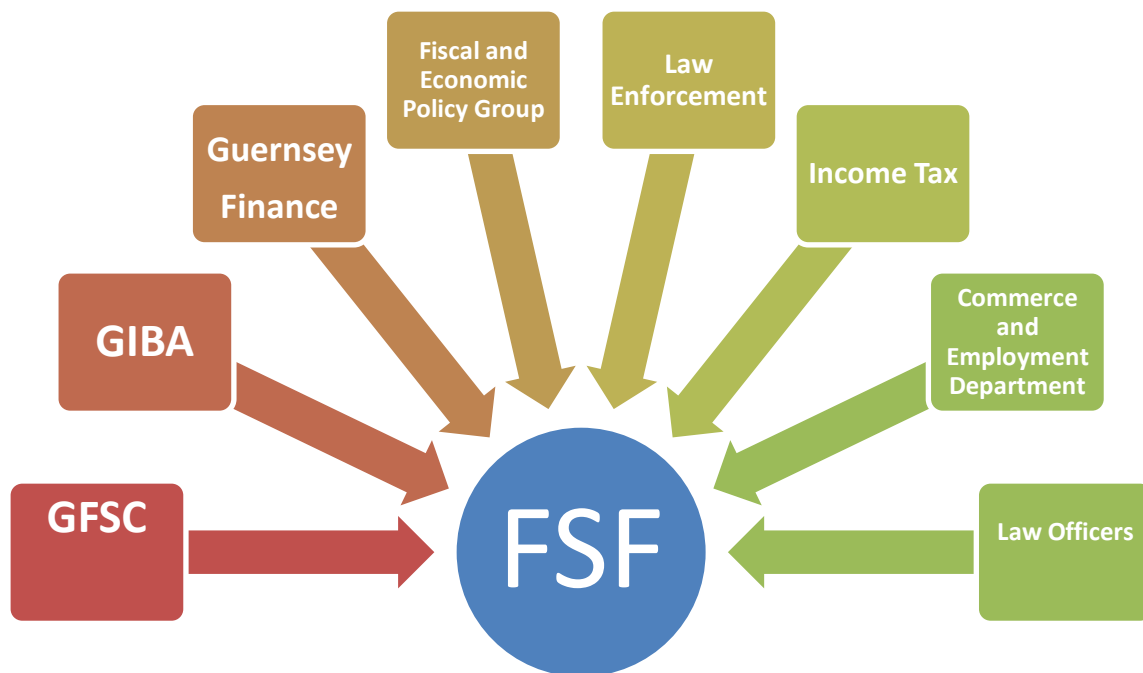 Fiscal and
Economic
Policy Group
Law
Enforcement
Guernsey
Finance
Income Tax
GIBA
Commerce
and
Employment
Department
GFSC
Law Officers
FSF